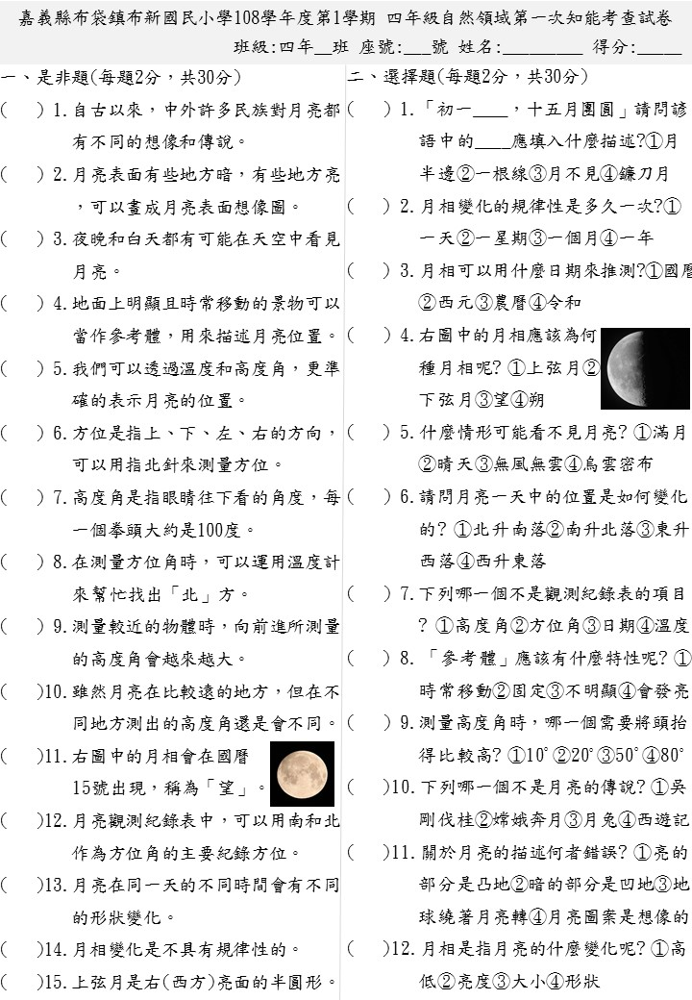 嘉義縣布袋鎮布新國民小學108學年度第1學期 四年級自然領域第一次知能考查試卷
班級:四年__班 座號:___號 姓名:_________ 得分:_____
一、是非題(每題2分，共30分)
(   ) 1.自古以來，中外許多民族對月亮都
有不同的想像和傳說。
(   ) 2.月亮表面有些地方暗，有些地方亮
，可以畫成月亮表面想像圖。
(   ) 3.夜晚和白天都有可能在天空中看見
月亮。
(   ) 4.地面上明顯且時常移動的景物可以
當作參考體，用來描述月亮位置。
(   ) 5.我們可以透過溫度和高度角，更準
確的表示月亮的位置。
(   ) 6.方位是指上、下、左、右的方向，
可以用指北針來測量方位。
(   ) 7.高度角是指眼睛往下看的角度，每
一個拳頭大約是100度。
(   ) 8.在測量方位角時，可以運用溫度計
來幫忙找出「北」方。
(   ) 9.測量較近的物體時，向前進所測量
的高度角會越來越大。
(   )10.雖然月亮在比較遠的地方，但在不
同地方測出的高度角還是會不同。
(   )11.右圖中的月相會在國曆
15號出現，稱為「望」。
(   )12.月亮觀測紀錄表中，可以用南和北
作為方位角的主要紀錄方位。
(   )13.月亮在同一天的不同時間會有不同
的形狀變化。
(   )14.月相變化是不具有規律性的。
(   )15.上弦月是右(西方)亮面的半圓形。
二、選擇題(每題2分，共30分)
(   ) 1.「初一____，十五月團圓」請問諺
語中的____應填入什麼描述?①月
半邊②一根線③月不見④鐮刀月
(   ) 2.月相變化的規律性是多久一次?①
一天②一星期③一個月④一年
(   ) 3.月相可以用什麼日期來推測?①國曆
②西元③農曆④令和
(   ) 4.右圖中的月相應該為何
種月相呢? ①上弦月②
下弦月③望④朔
(   ) 5.什麼情形可能看不見月亮? ①滿月
②晴天③無風無雲④烏雲密布
(   ) 6.請問月亮一天中的位置是如何變化
的? ①北升南落②南升北落③東升
西落④西升東落
(   ) 7.下列哪一個不是觀測紀錄表的項目
? ①高度角②方位角③日期④溫度
(   ) 8.「參考體」應該有什麼特性呢? ①
時常移動②固定③不明顯④會發亮
(   ) 9.測量高度角時，哪一個需要將頭抬
得比較高? ①10°②20°③50°④80°
(   )10.下列哪一個不是月亮的傳說? ①吳
剛伐桂②嫦娥奔月③月兔④西遊記
(   )11.關於月亮的描述何者錯誤? ①亮的
部分是凸地②暗的部分是凹地③地
球繞著月亮轉④月亮圖案是想像的
(   )12.月相是指月亮的什麼變化呢? ①高
低②亮度③大小④形狀